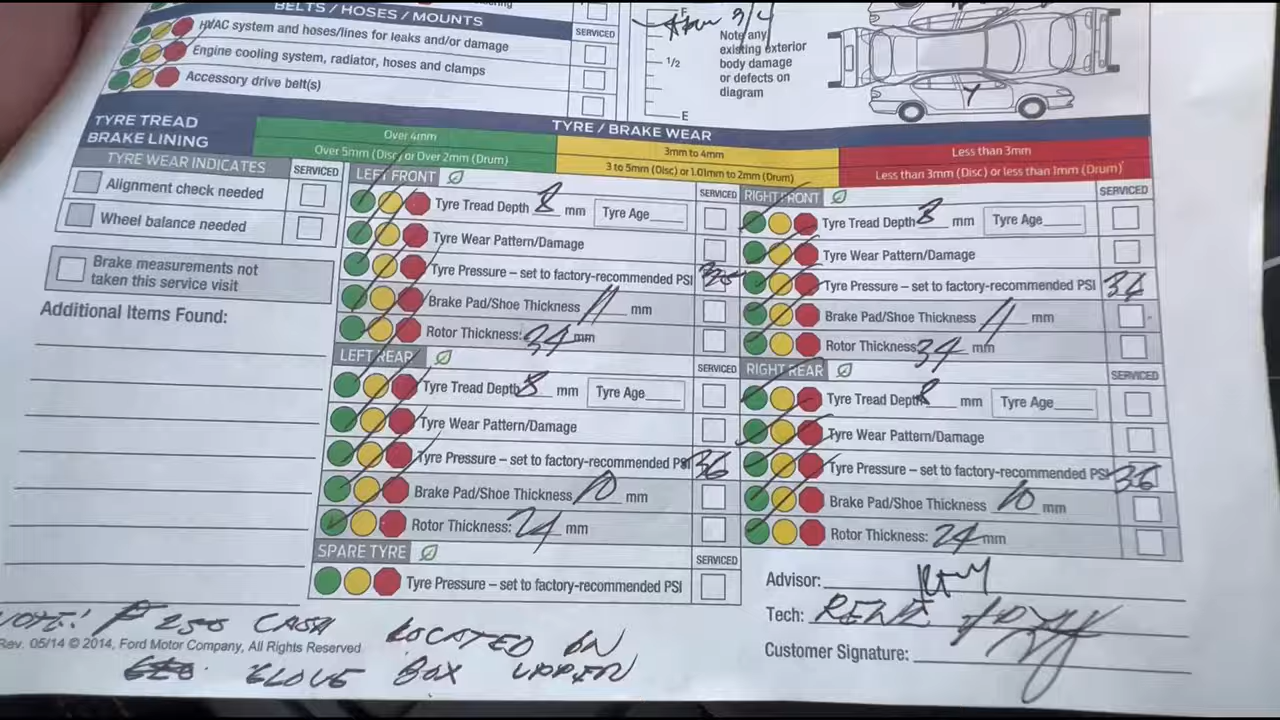 BELTS / HOSES / MOUNTS
SERVICED
HVAC system and hoses/lines for leaks and/or damage
Engine cooling system, radiator, hoses and clamps
Accessory drive belt(s)
F
3/4
1/2
E
Note any
existing exterior
body damage
or defects on
diagram
TYRE TREAD
BRAKE LINING
TYRE / BRAKE WEAR
Over 4mm
3mm to 4mm
Less than 3mm
Over 5mm (Disc) or Over 2mm (Drum)
3 to 5mm (Disc) or 1.01mm to 2mm (Drum)
Less than 3mm (Disc) or less than 1mm (Drum)
TYRE WEAR INDICATES
SERVICED
Alignment check needed
Wheel balance needed
Brake measurements not
taken this service visit
Additional Items Found:
LEFT FRONT
SERVICED
Tyre Tread Depth 8 mm Tyre Age
Tyre Wear Pattern/Damage
Tyre Pressure – set to factory-recommended PSI
Brake Pad/Shoe Thickness 11 mm
Rotor Thickness: 34 mm
LEFT REAR
SERVICED
Tyre Tread Depth 8 mm Tyre Age
Tyre Wear Pattern/Damage
Tyre Pressure – set to factory-recommended PSI 36
Brake Pad/Shoe Thickness 10 mm
Rotor Thickness: 24 mm
SPARE TYRE
SERVICED
Tyre Pressure – set to factory-recommended PSI
RIGHT FRONT
SERVICED
Tyre Tread Depth 8 mm Tyre Age
Tyre Wear Pattern/Damage
Tyre Pressure – set to factory-recommended PSI 36
Brake Pad/Shoe Thickness 11 mm
Rotor Thickness: 34 mm
RIGHT REAR
SERVICED
Tyre Tread Depth 8 mm Tyre Age
Tyre Wear Pattern/Damage
Tyre Pressure – set to factory-recommended PSI 36
Brake Pad/Shoe Thickness 10 mm
Rotor Thickness: 24 mm
Advisor:
Tech: RENE
Customer Signature:
NOTE: ₱ 250 CASH LOCATED ON
Rev. 05/14 © 2014, Ford Motor Company, All Rights Reserved
GLOVE BOX UPPER